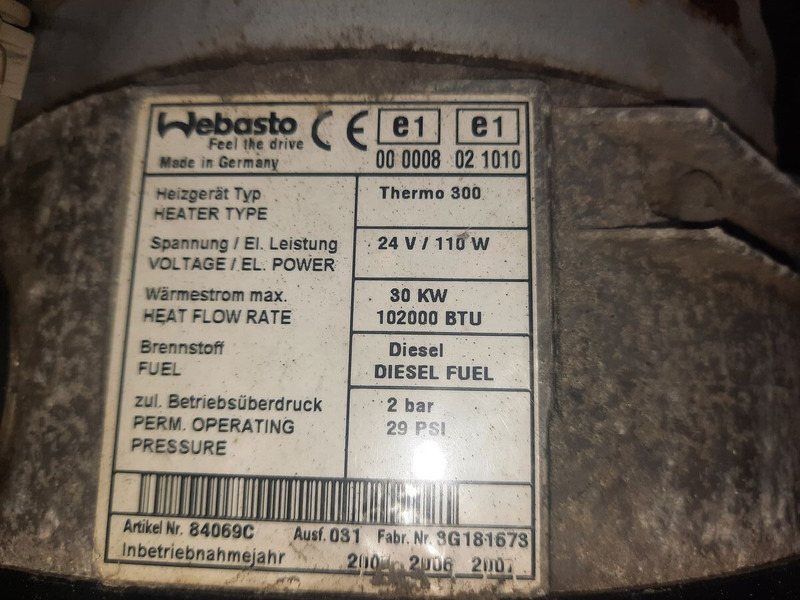 Webasto
Feel the drive
Made in Germany
CE
e1
e1
00 0008
02 1010
Heizgerät Typ
HEATER TYPE
Thermo 300
Spannung / El. Leistung
VOLTAGE / EL. POWER
24 V / 110 W
Wärmestrom max.
HEAT FLOW RATE
30 KW
102000 BTU
Brennstoff
FUEL
Diesel
DIESEL FUEL
zul. Betriebsüberdruck
PERM. OPERATING
PRESSURE
2 bar
29 PSI
Artikel Nr. 84069C Ausf. 031 Fabr. Nr. 3G181673
Inbetriebnahmejahr 2006